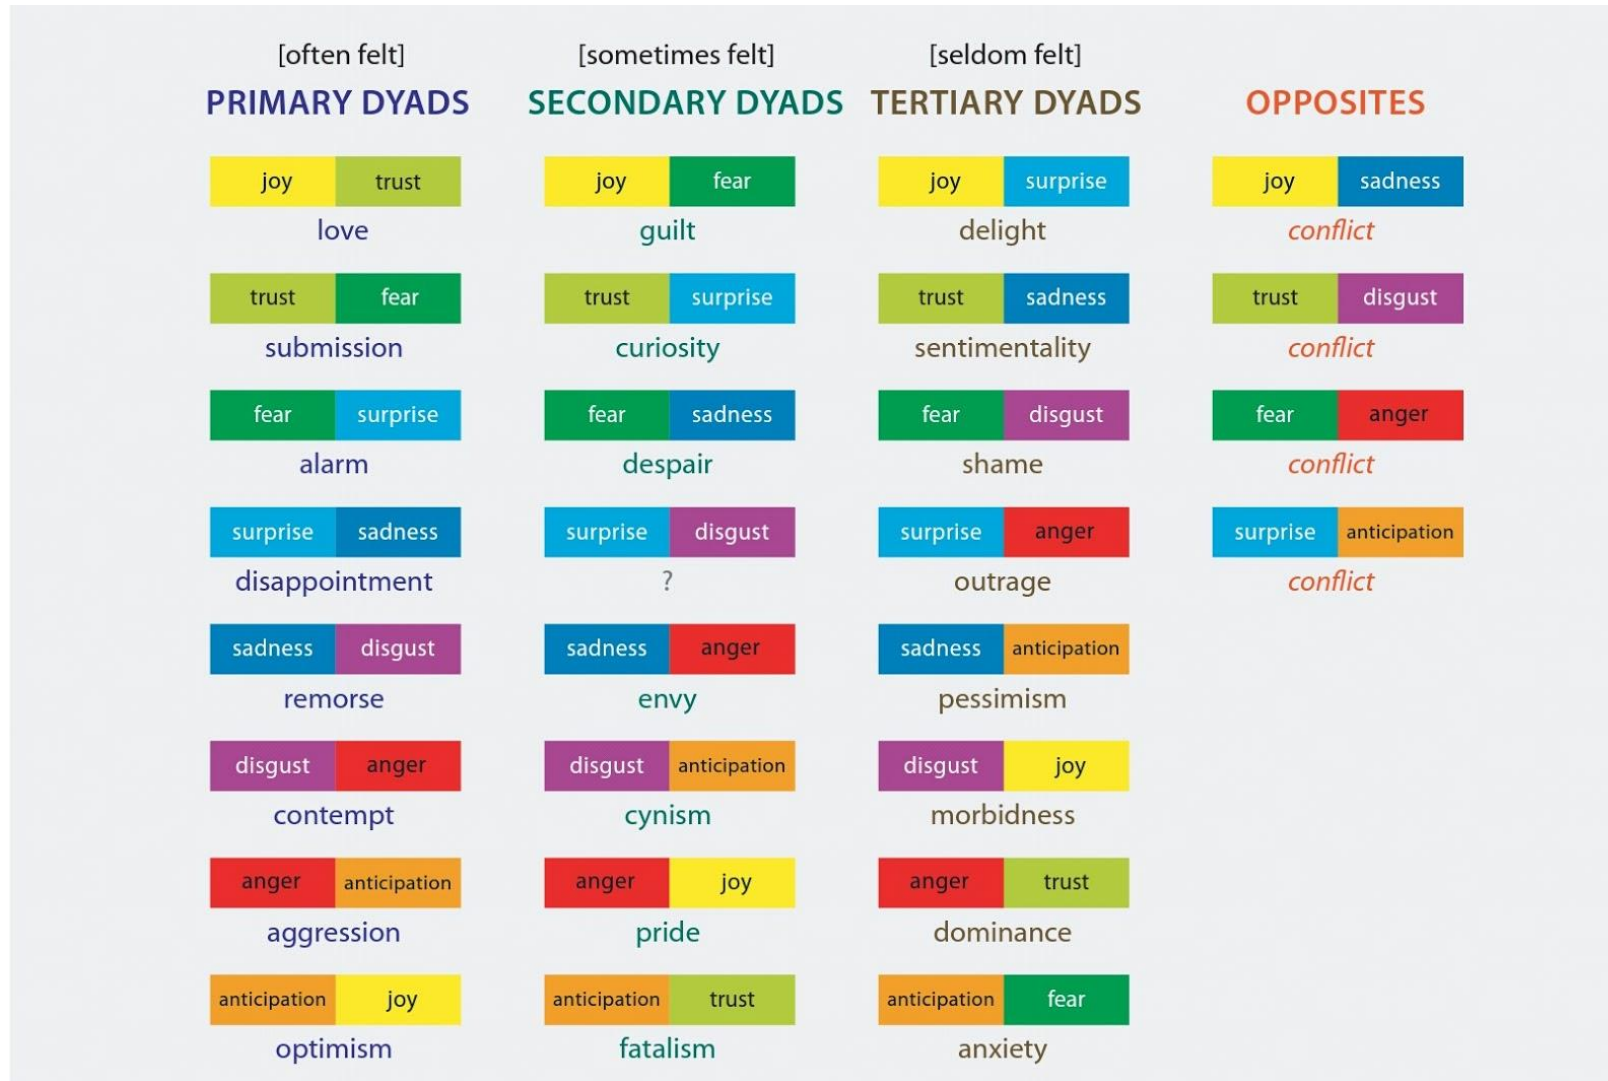 [often felt] [sometimes felt] [seldom felt]
PRIMARY DYADS SECONDARY DYADS TERTIARY DYADS OPPOSITES
joy trust joy fear joy surprise joy sadness
love guilt delight conflict
trust fear trust surprise trust sadness trust disgust
submission curiosity sentimentality conflict
fear surprise fear sadness fear disgust fear anger
alarm despair shame conflict
surprise sadness surprise disgust surprise anger surprise anticipation
disappointment ? outrage conflict
sadness disgust sadness anger sadness anticipation
remorse envy pessimism
disgust anger disgust anticipation disgust joy
contempt cynism morbidness
anger anticipation anger joy anger trust
aggression pride dominance
anticipation joy anticipation trust anticipation fear
optimism fatalism anxiety